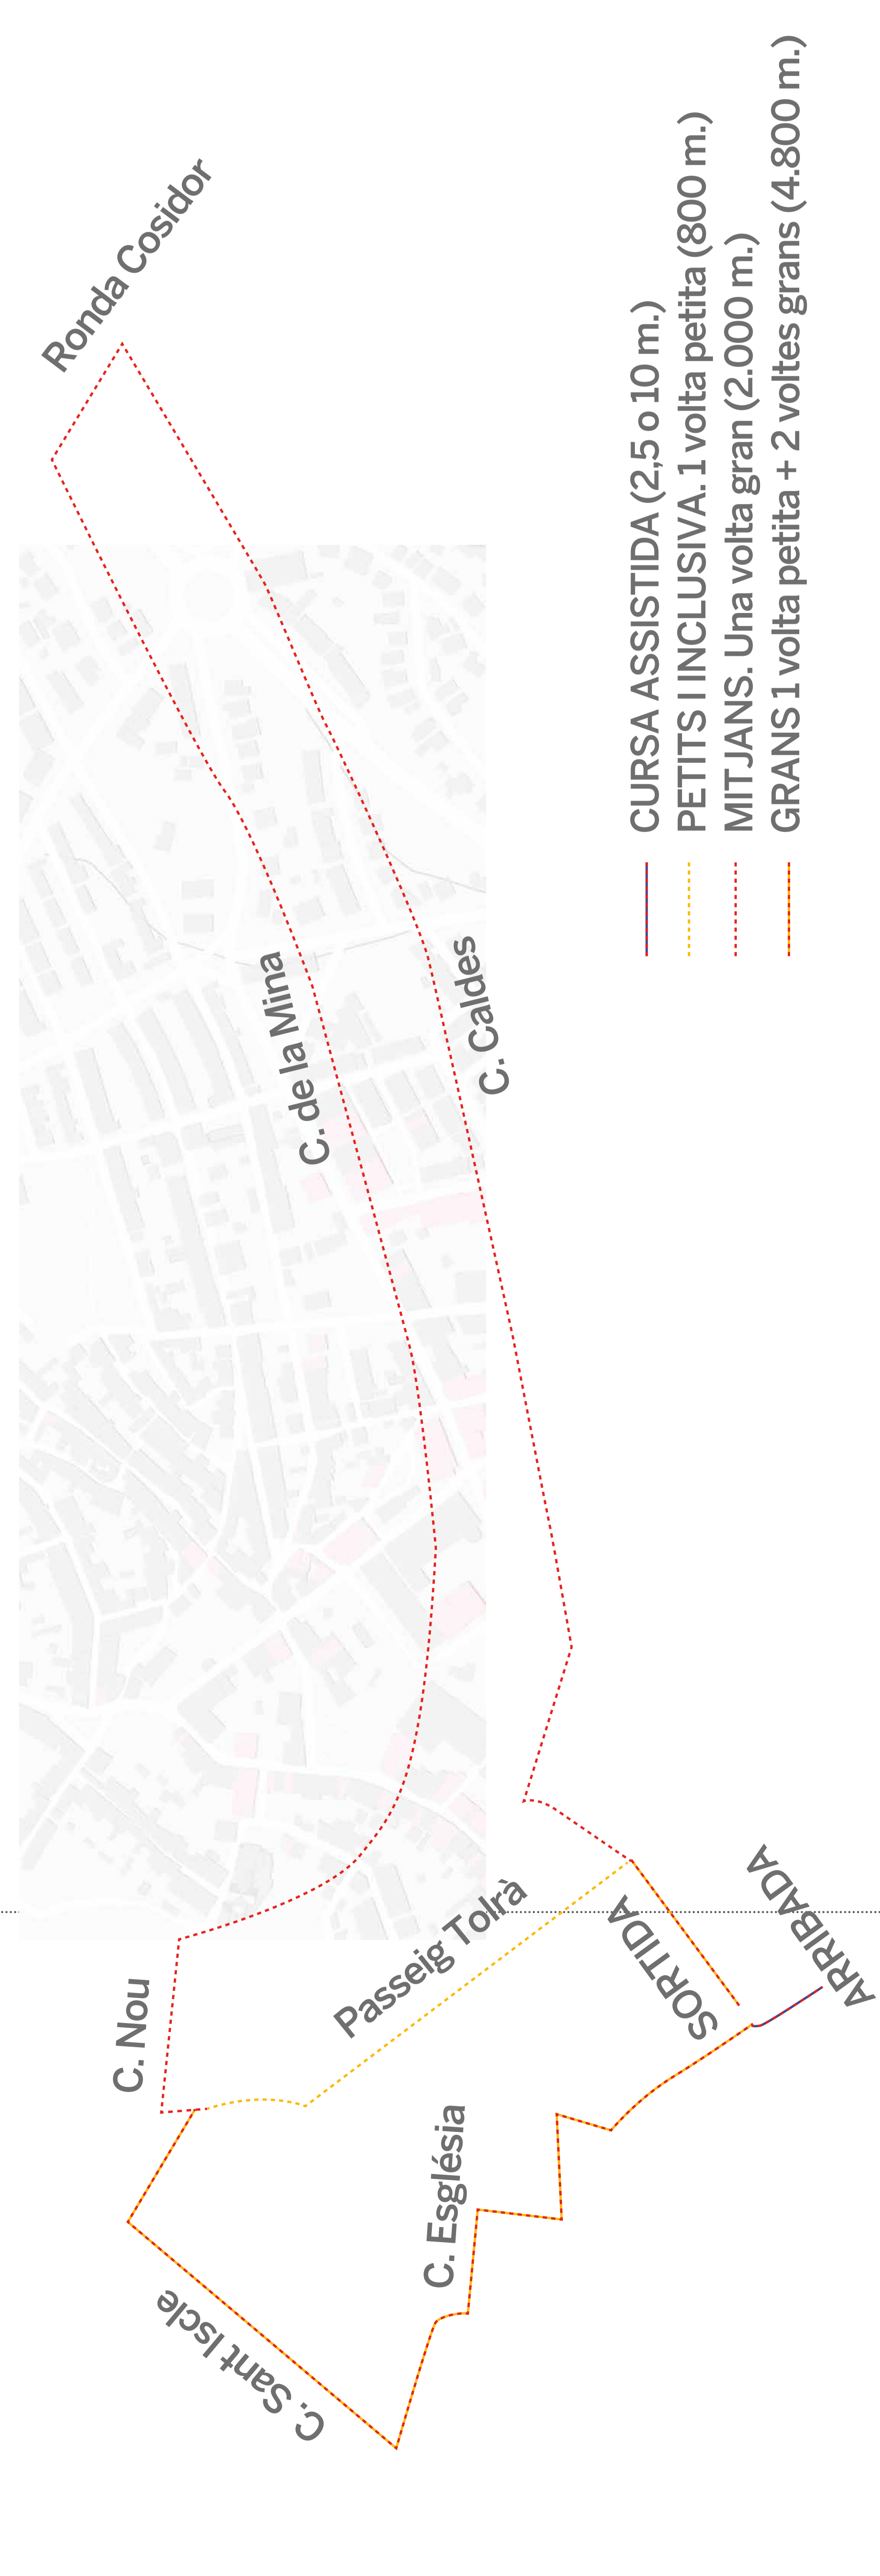 Ronda Cosidor
C. de la Mina
C. Caldes
C. Nou
Passeig Tolrà
SORTIDA
ARRIBADA
C. Església
C. Sant Iscle
CURSA ASSISTIDA (2,5 o 10 m.)
PETITS I INCLUSIVA. 1 volta petita (800 m.)
MITJANS. Una volta gran (2.000 m.)
GRANS 1 volta petita + 2 voltes grans (4.800 m.)